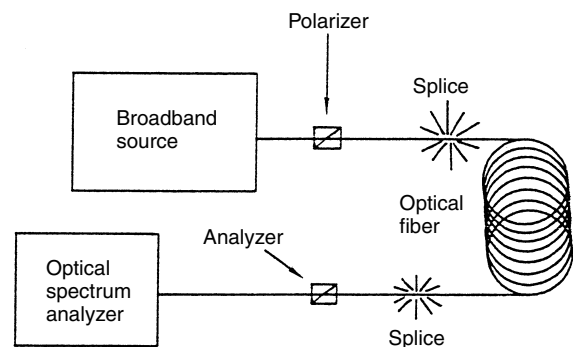 Polarizer
Splice
Broadband
source
Optical
fiber
Analyzer
Optical
spectrum
analyzer
Splice